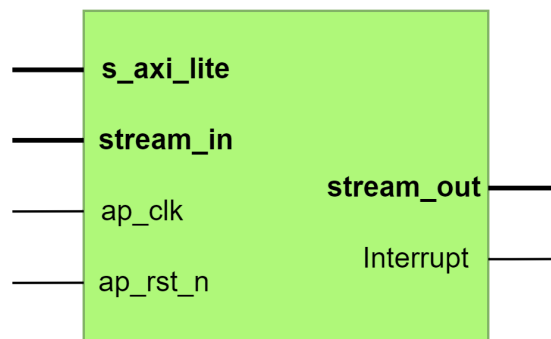 s_axi_lite
stream_in
ap_clk
ap_rst_n
stream_out
Interrupt